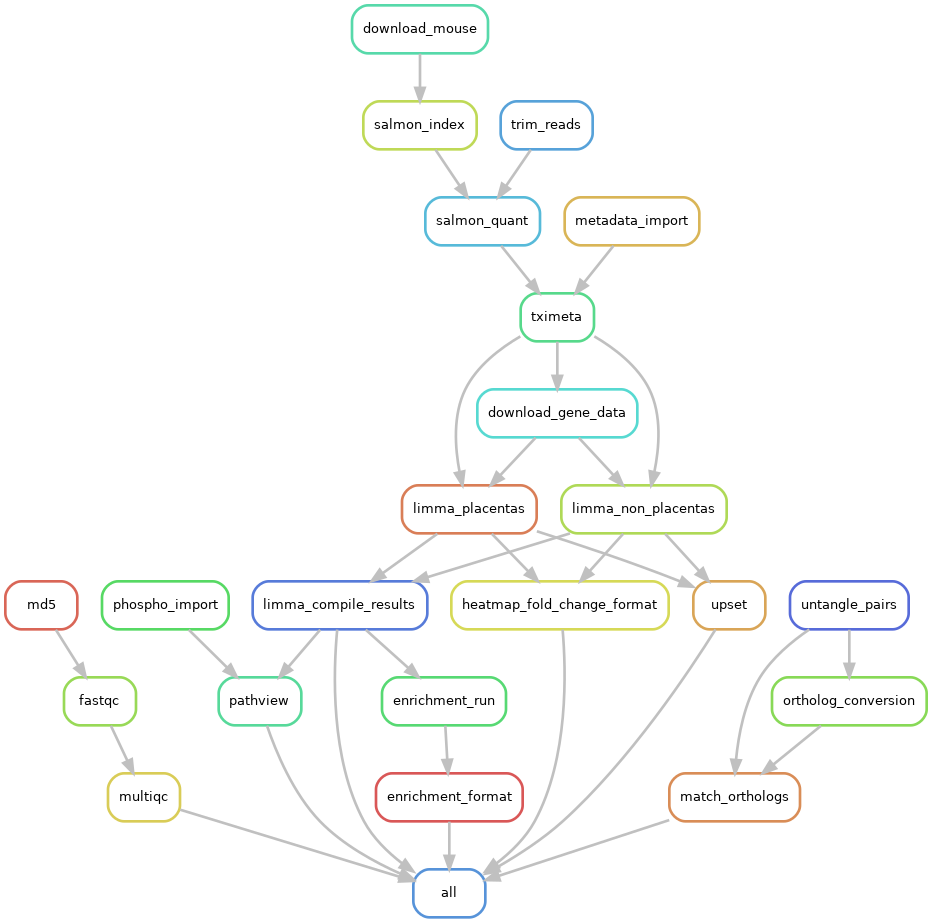 download_mouse
salmon_index
trim_reads
salmon_quant
metadata_import
tximeta
download_gene_data
limma_placentas
limma_non_placentas
md5
phospho_import
limma_compile_results
heatmap_fold_change_format
upset
untangle_pairs
fastqc
pathview
enrichment_run
ortholog_conversion
multiqc
enrichment_format
match_orthologs
all